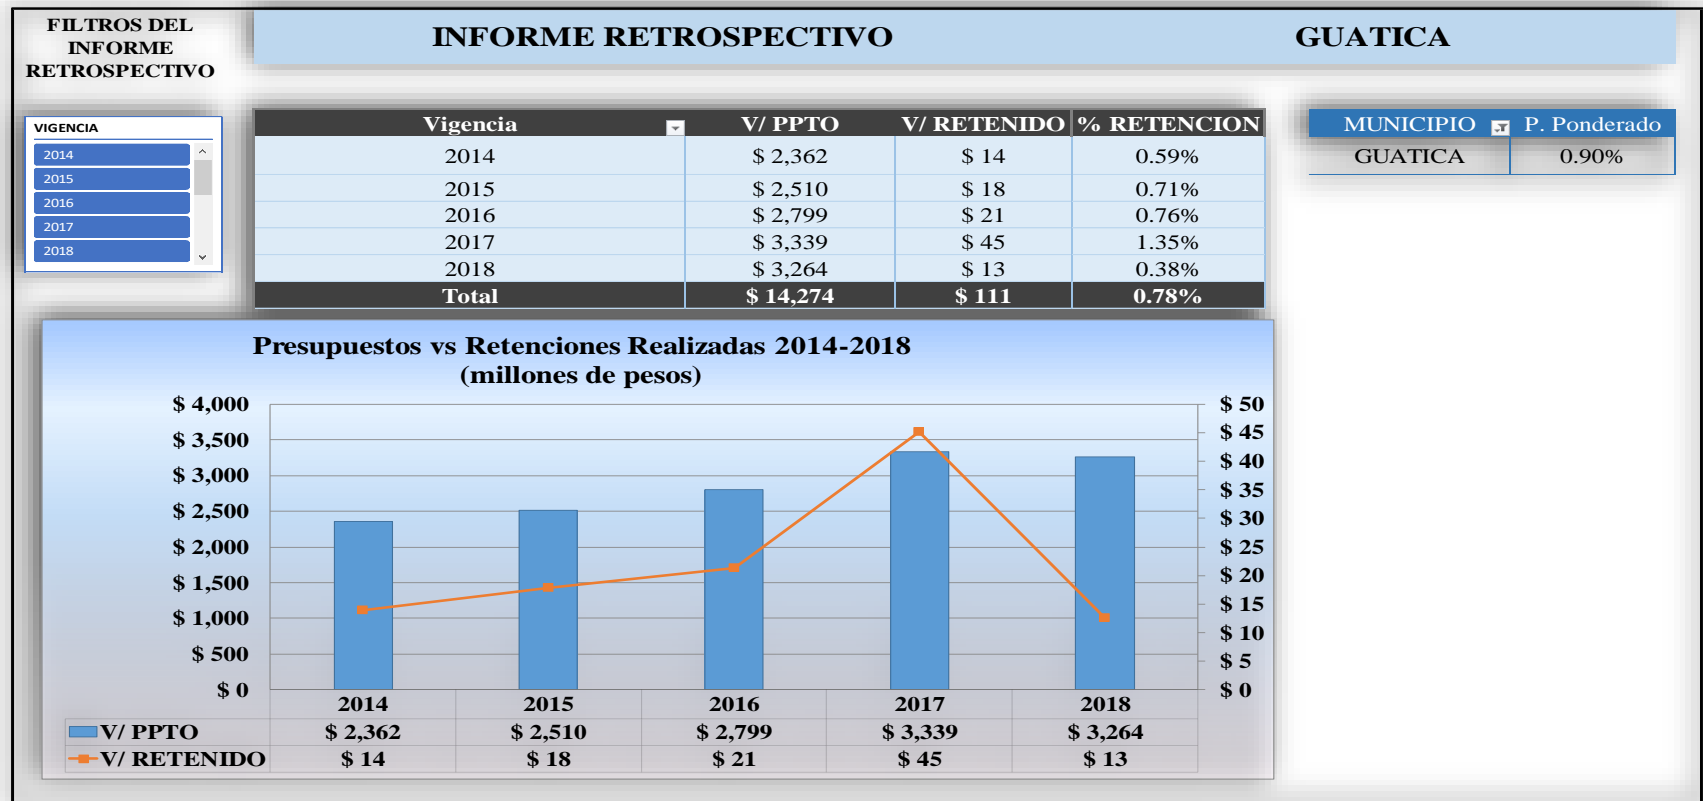 FILTROS DEL
INFORME
RETROSPECTIVO
INFORME RETROSPECTIVO GUATICA
VIGENCIA
2014
2015
2016
2017
2018
Vigencia V/ PPTO V/ RETENIDO % RETENCION
2014 $ 2,362 $ 14 0.59%
2015 $ 2,510 $ 18 0.71%
2016 $ 2,799 $ 21 0.76%
2017 $ 3,339 $ 45 1.35%
2018 $ 3,264 $ 13 0.38%
Total $ 14,274 $ 111 0.78%
MUNICIPIO P. Ponderado
GUATICA 0.90%
Presupuestos vs Retenciones Realizadas 2014-2018
(millones de pesos)
$ 4,000
$ 3,500
$ 3,000
$ 2,500
$ 2,000
$ 1,500
$ 1,000
$ 500
$ 0
$ 50
$ 45
$ 40
$ 35
$ 30
$ 25
$ 20
$ 15
$ 10
$ 5
$ 0
2014 2015 2016 2017 2018
V/ PPTO $ 2,362 $ 2,510 $ 2,799 $ 3,339 $ 3,264
V/ RETENIDO $ 14 $ 18 $ 21 $ 45 $ 13